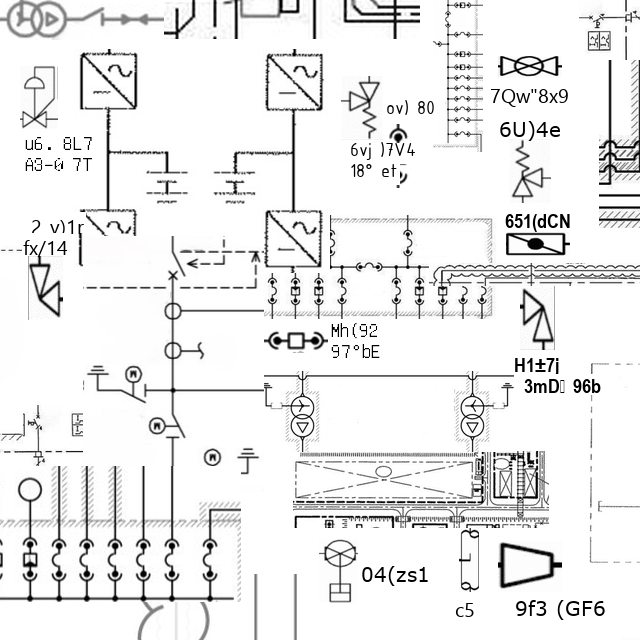 7Qw"8x9
ov) 80
6U)4e
u6. 8L7
A9-0 7T
6vj )7V4
18° et;
2 v)1r
fx/14
651(dCN
Mh(92
97°bE
H1±7j
3mD 96b
M
M
M
04(zs1
c5
9f3 (GF6